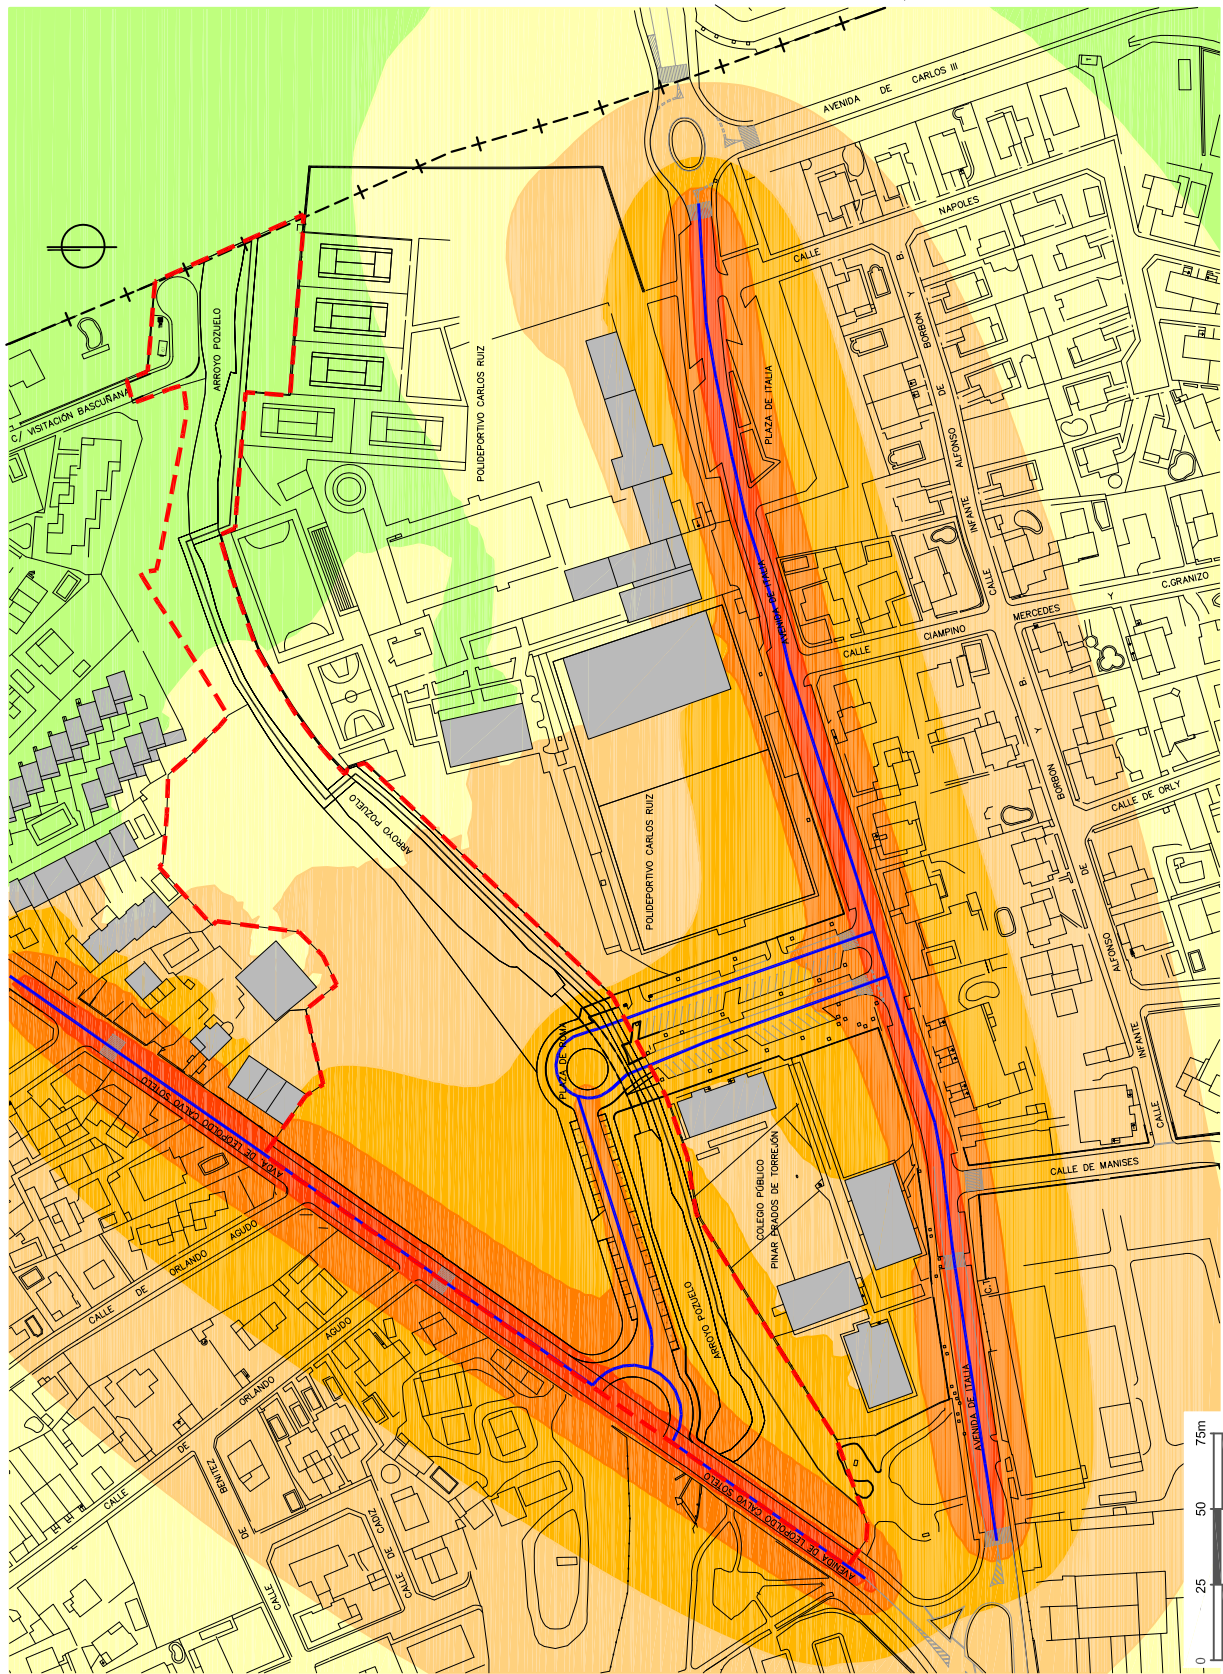 AVENIDA DE CARLOS III
CALLE NAPOLES
C/ VISITACIÓN BASCUÑANA
ARROYO POZUELO
POLIDEPORTIVO CARLOS RUIZ
PLAZA DE ITALIA
CALLE INFANTE ALFONSO DE BORBON Y B.
AVENIDA DE ITALIA
CALLE CIAMPINO
MERCEDES Y C.GRANIZO
ARROYO POZUELO
POLIDEPORTIVO CARLOS RUIZ
CALLE DE ORLY
CALLE INFANTE ALFONSO DE BORBON Y B.
PLAZA DE ROMA
AVDA. DE LEOPOLDO CALVO SOTELO
COLEGIO PÚBLICO
PINAR PRADOS DE TORREJÓN
CALLE DE MANISES
CALLE DE ORLANDO AGUDO
CALLE DE ORLANDO AGUDO
C.T.
ARROYO POZUELO
AVENIDA DE ITALIA
CALLE DE BENITEZ
CALLE DE CADIZ
AVENIDA DE LEOPOLDO CALVO SOTELO
0 25 50 75m